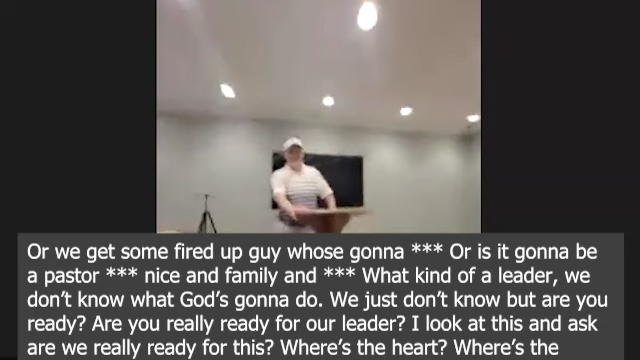 Or we get some fired up guy whose gonna *** Or is it gonna be
a pastor *** nice and family and *** What kind of a leader, we
don't know what God's gonna do. We just don't know but are you
ready? Are you really ready for our leader? I look at this and ask
are we really ready for this? Where's the heart? Where's the